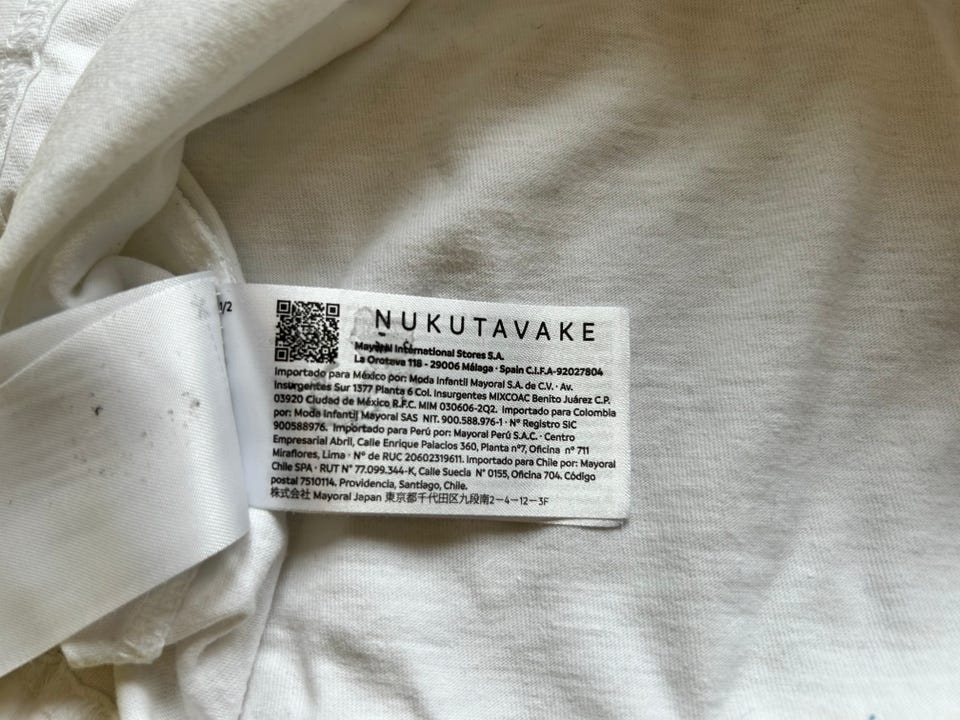 1/2
NUKUTAVAKE
Mayoral International Stores S.A.
La Orotava 118 - 29006 Málaga · Spain C.I.F.A-92027804
Importado para México por: Moda Infantil Mayoral S.A. de C.V. · Av.
Insurgentes Sur 1377 Planta 6 Col. Insurgentes MIXCOAC Benito Juárez C.P.
03920 Ciudad de México R.F.C. MIM 030606-2Q2. Importado para Colombia
por: Moda Infantil Mayoral SAS NIT. 900.588.976-1 · Nº Registro SIC
900588976. Importado para Perú por: Mayoral Perú S.A.C. · Centro
Empresarial Abril, Calle Enrique Palacios 360, Planta nº7, Oficina nº 711
Miraflores, Lima · Nº de RUC 20602319611. Importado para Chile por: Mayoral
Chile SPA · RUT N° 77.099.344-K, Calle Suecia N° 0155, Oficina 704. Código
postal 7510114. Providencia, Santiago, Chile.
株式会社 Mayoral Japan 東京都千代田区九段南2-4-12-3F